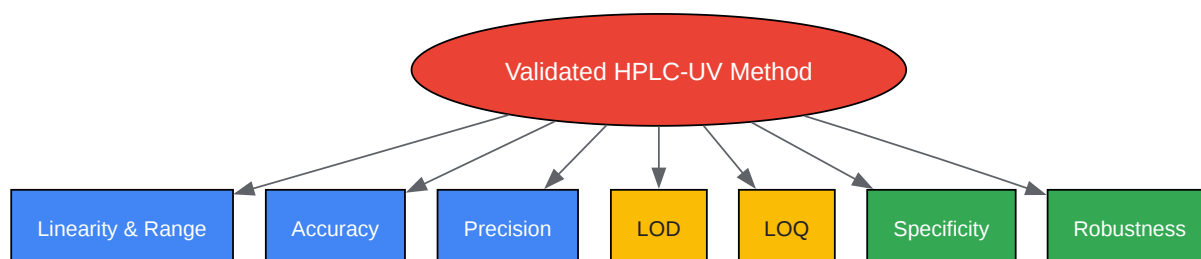 Validated HPLC-UV Method
Linearity & Range
Accuracy
Precision
LOD
LOQ
Specificity
Robustness